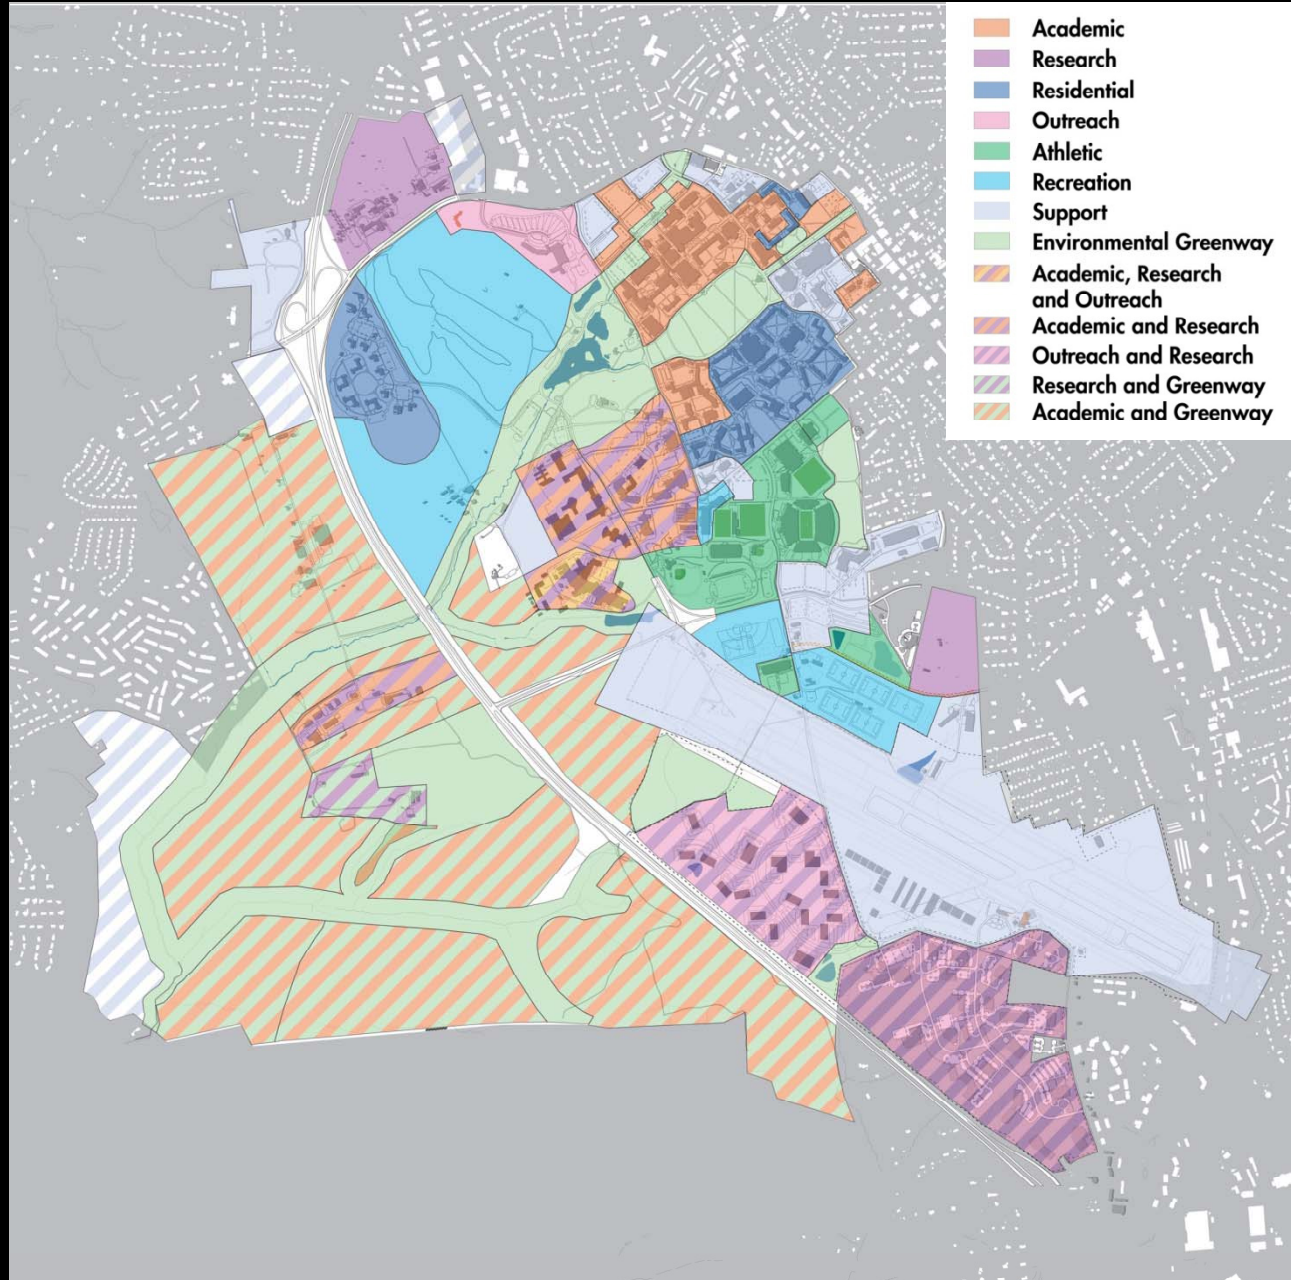 Academic
Research
Residential
Outreach
Athletic
Recreation
Support
Environmental Greenway
Academic, Research
and Outreach
Academic and Research
Outreach and Research
Research and Greenway
Academic and Greenway